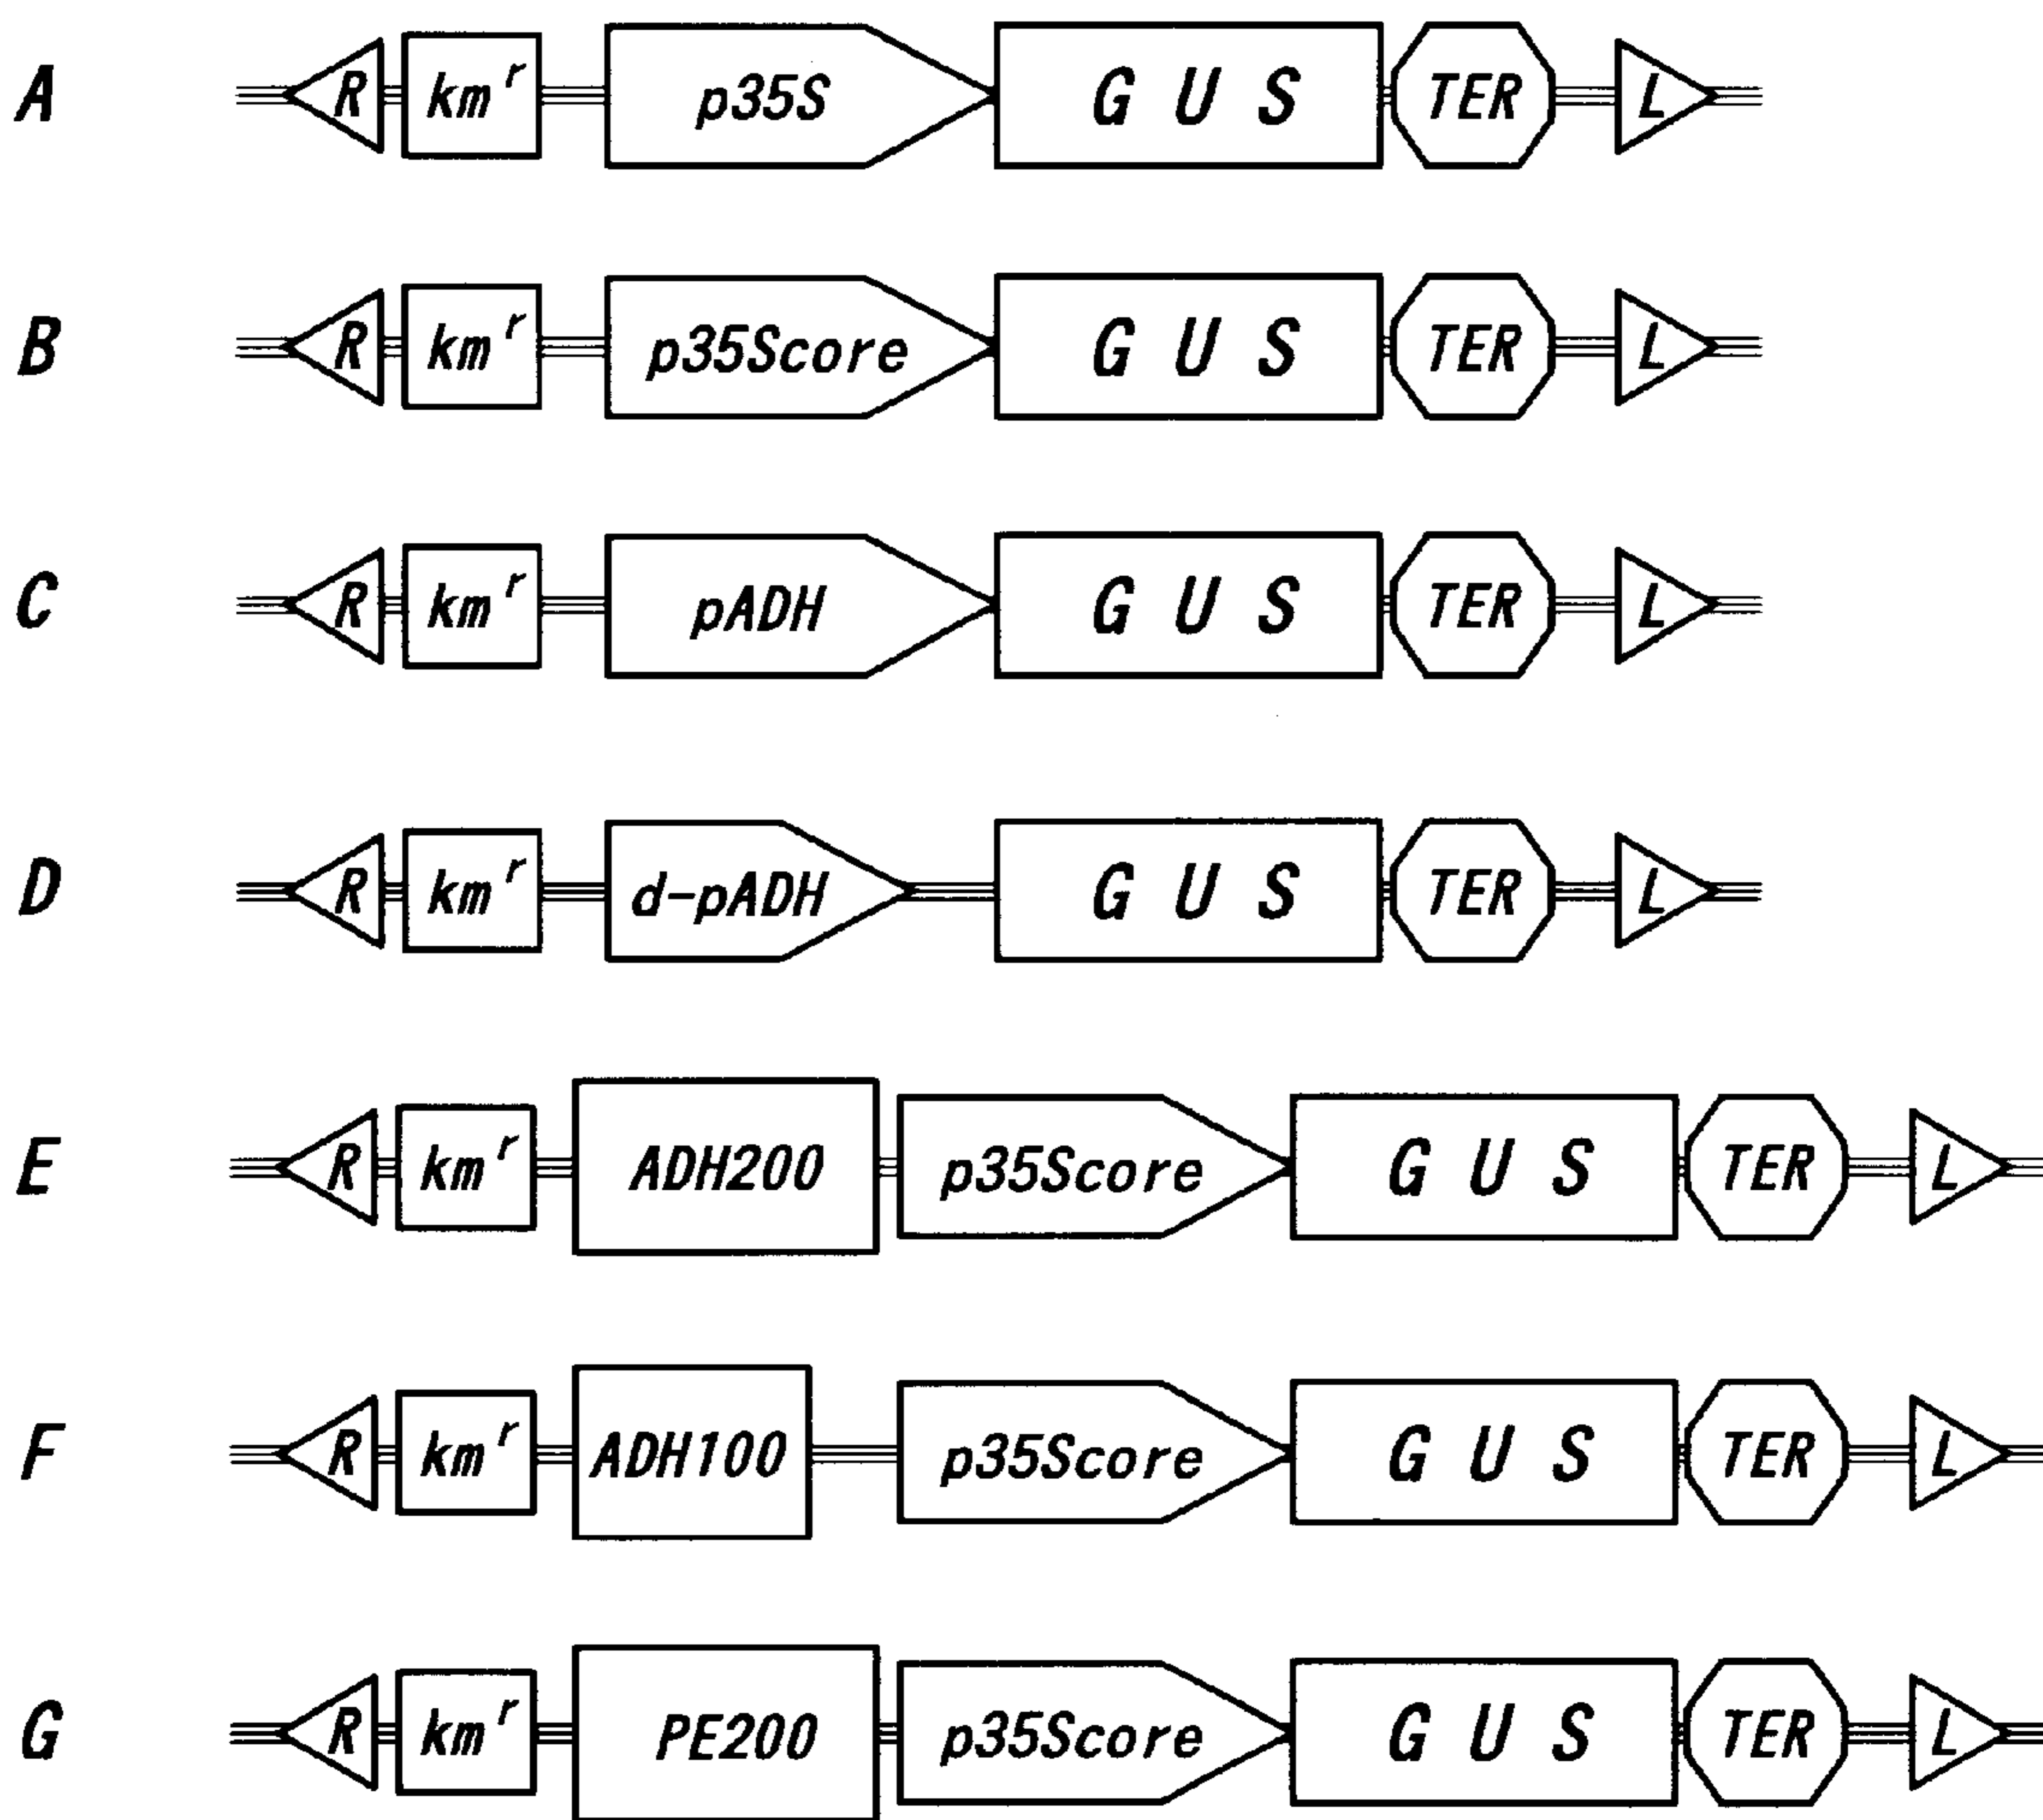 A R km^r p35S G U S TER L
B R km^r p35Score G U S TER L
C R km^r pADH G U S TER L
D R km^r d-pADH G U S TER L
E R km^r ADH200 p35Score G U S TER L
F R km^r ADH100 p35Score G U S TER L
G R km^r PE200 p35Score G U S TER L